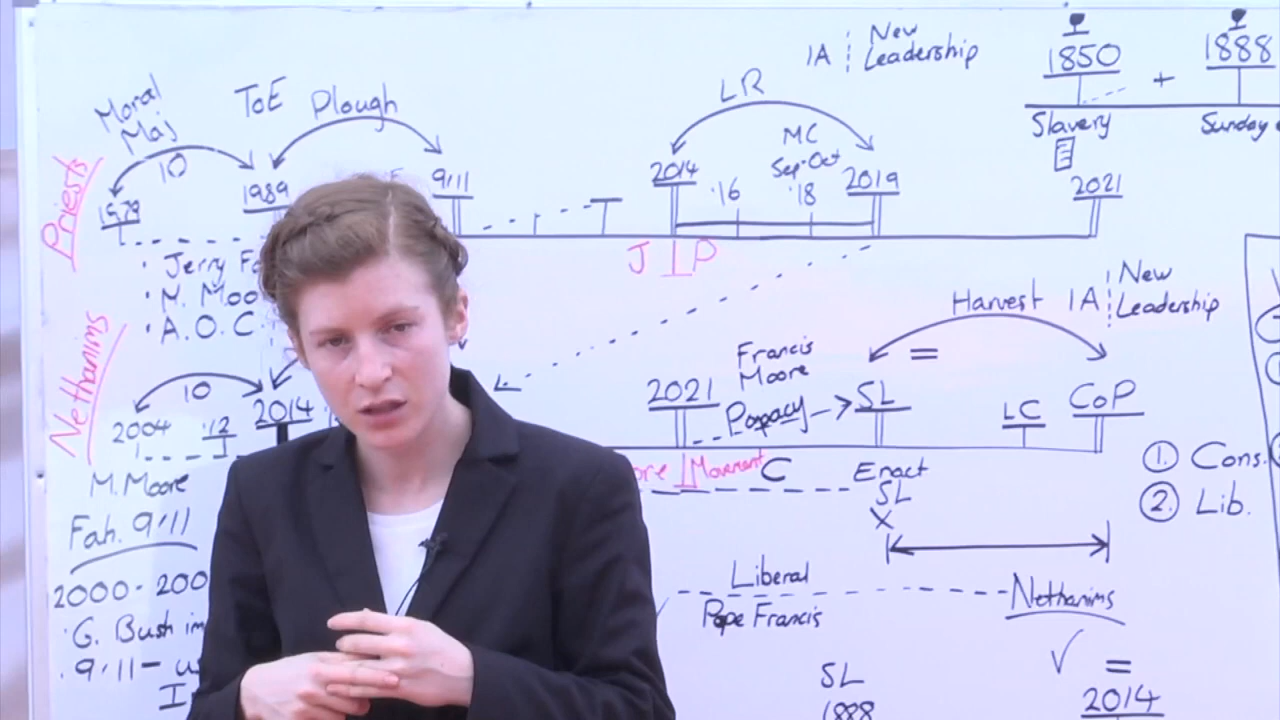 Moral
Maj
10
1979
ToE
Plough
1989
9/11
Priests
· Jerry
· M. Moo
· A.O.C.
LR
2014
'16
MC
Sep-Oct
'18
2019
J P
1A
New
Leadership
1850
+
1888
Slavery
Sunday
2021
Nethanims
10
2004
'12
2014
M. Moore
Fah. 9/11
2000-200
· G. Bush im
· 9/11 - u
I
2021
Francis
Moore
Papacy
SL
=
Harvest
1A
New
Leadership
LC
CoP
ore Movement
C
Enact
SL
X
1. Cons.
2. Lib.
Liberal
Pope Francis
Nethanims
✓
=
2014
SL
1888